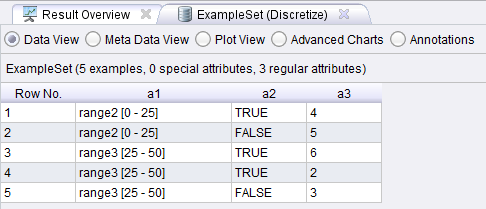 Result Overview ExampleSet (Discretize)
Data View Meta Data View Plot View Advanced Charts Annotations
ExampleSet (5 examples, 0 special attributes, 3 regular attributes)
Row No. a1 a2 a3
1 range2 [0 - 25] TRUE 4
2 range2 [0 - 25] FALSE 5
3 range3 [25 - 50] TRUE 6
4 range3 [25 - 50] TRUE 2
5 range3 [25 - 50] FALSE 3